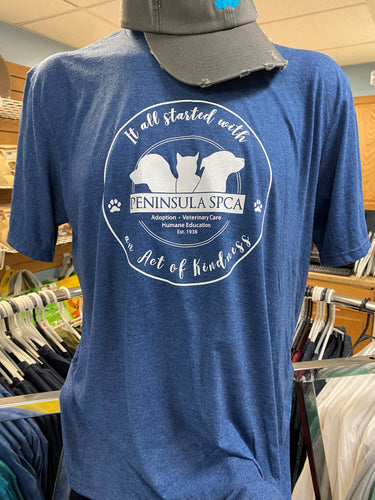 It all started with
PENINSULA SPCA
Adoption • Veterinary Care
Humane Education
Est. 1938
an Act of Kindness